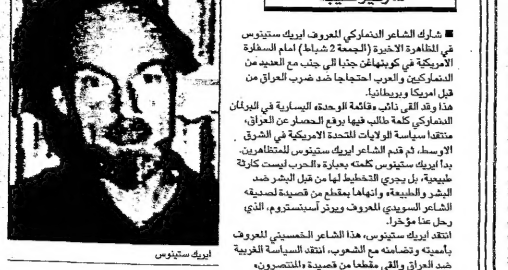 ■ شارك الشاعر الدنماركي المعروف ايريك ستينوس
في المظاهرة الاخيرة (الجمعة 2 شباط) امام السفارة
الامريكية في كوبنهاغن جنبا الى جنب مع العديد من
الدنماركيين والعرب احتجاجا ضد ضرب العراق من
قبل امريكا وبريطانيا.
هذا وقد القى نائب «قائمة الوحدة» اليسارية في البرلمان
الدنماركي كلمة طالب فيها برفع الحصار عن العراق،
منتقدا سياسة الولايات المتحدة الامريكية في الشرق
الاوسط، ثم قدم الشاعر ايريك ستينوس للمتظاهرين.
بدأ ايريك ستينوس كلمته بعبارة «الحرب ليست كارثة
طبيعية، بل يجري التخطيط لها من قبل البشر ضد
البشر والطبيعة» وانهاها بمقطع من قصيدة لصديقه
الشاعر السويدي المعروف ويرنر آسبنستروم، الذي
رحل عنا مؤخرا.
انتقد ايريك ستينوس، هذا الشاعر الخمسيني المعروف
بأمميته وتضامنه مع الشعوب، انتقد السياسة الغربية
ضد العراق والقى مقطعا من قصيدة «المنتصرون»
ايريك ستينوس